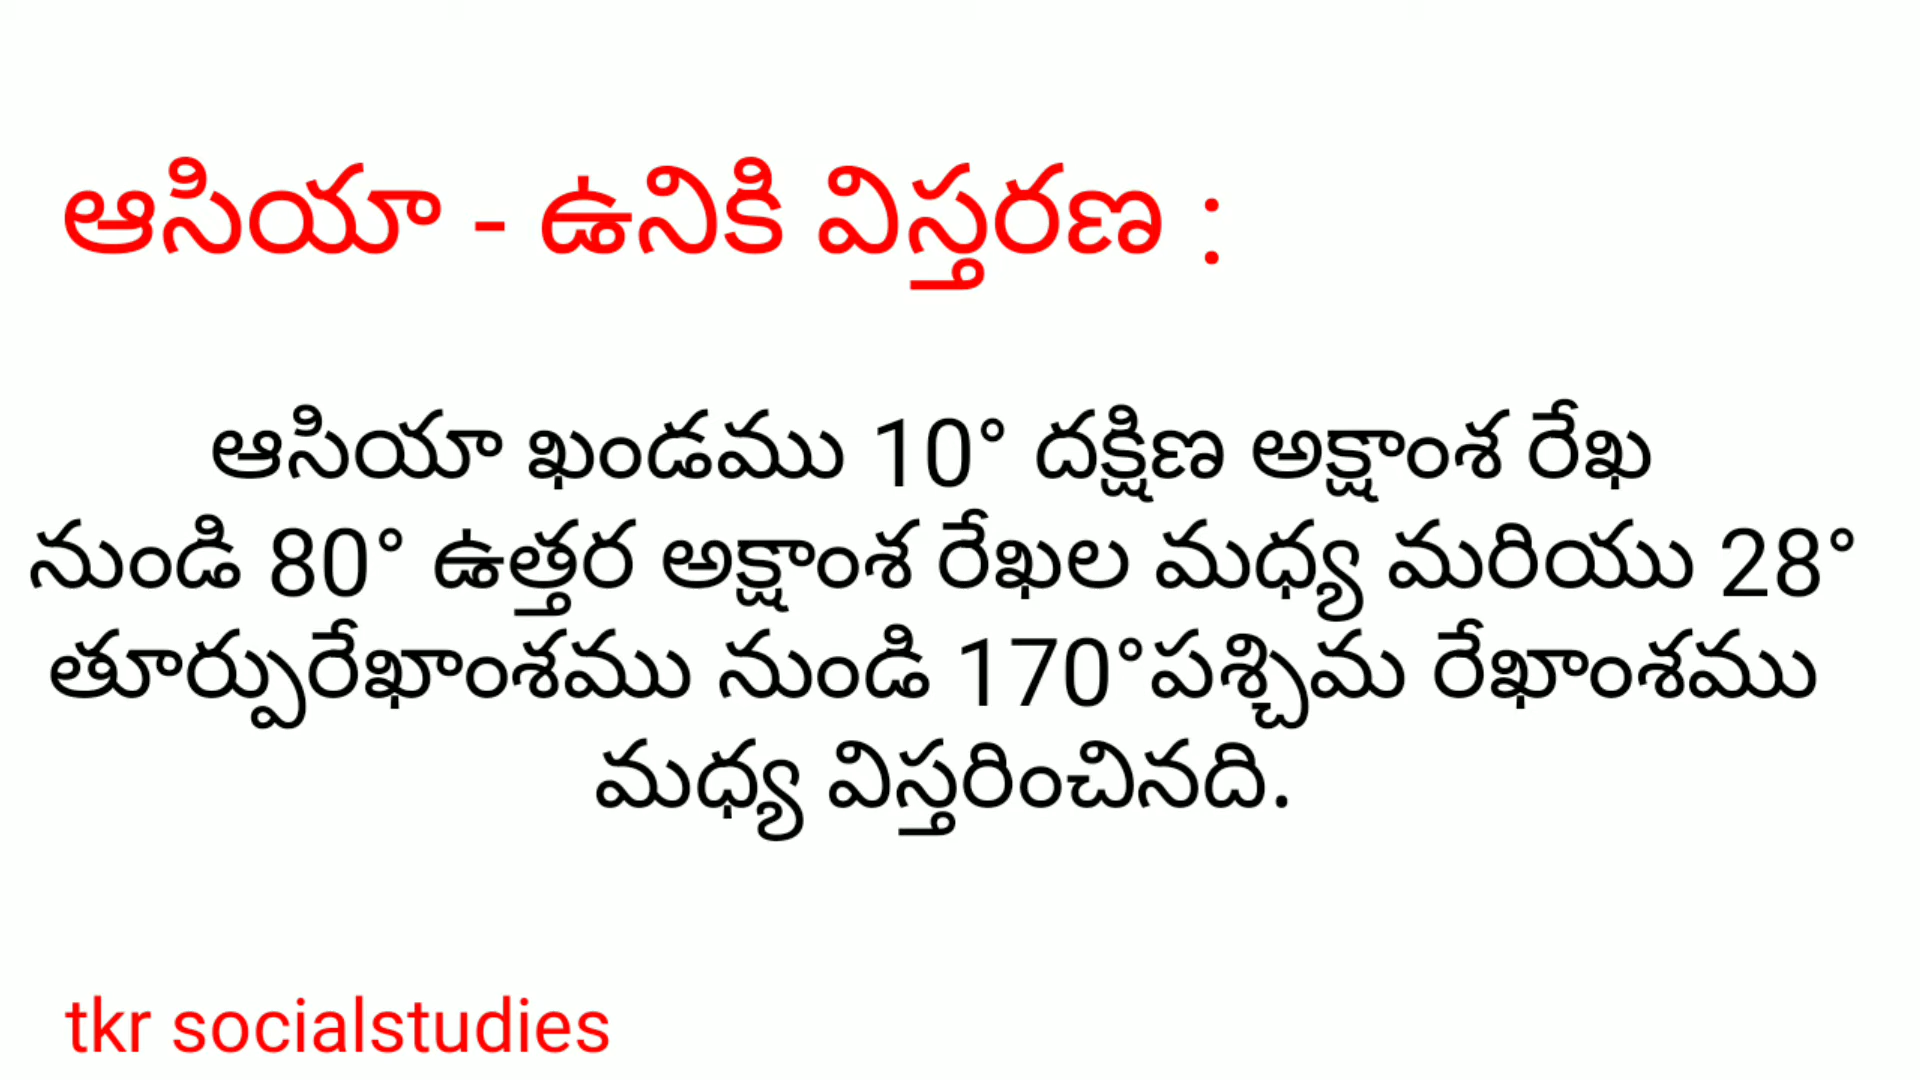 ఆసియా - ఉనికి విస్తరణ :
ఆసియా ఖండము 10° దక్షిణ అక్షాంశ రేఖ
నుండి 80° ఉత్తర అక్షాంశ రేఖల మధ్య మరియు 28°
తూర్పురేఖాంశము నుండి 170°పశ్చిమ రేఖాంశము
మధ్య విస్తరించినది.
tkr socialstudies